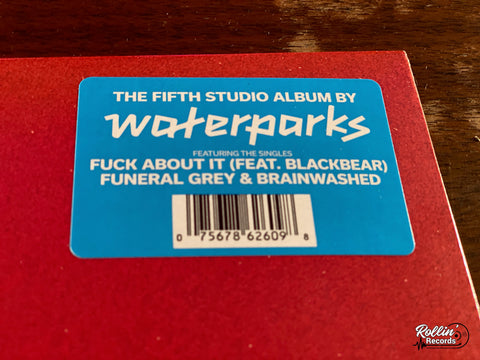 THE FIFTH STUDIO ALBUM BY
waterparks
FEATURING THE SINGLES
FUCK ABOUT IT (FEAT. BLACKBEAR)
FUNERAL GREY & BRAINWASHED
0 75678 62609 8
Rollin'
Records